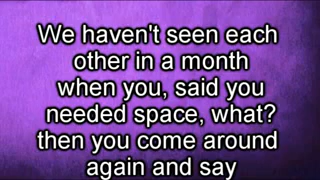 We haven't seen each
other in a month
when you, said you
needed space, what?
then you come around
again and say